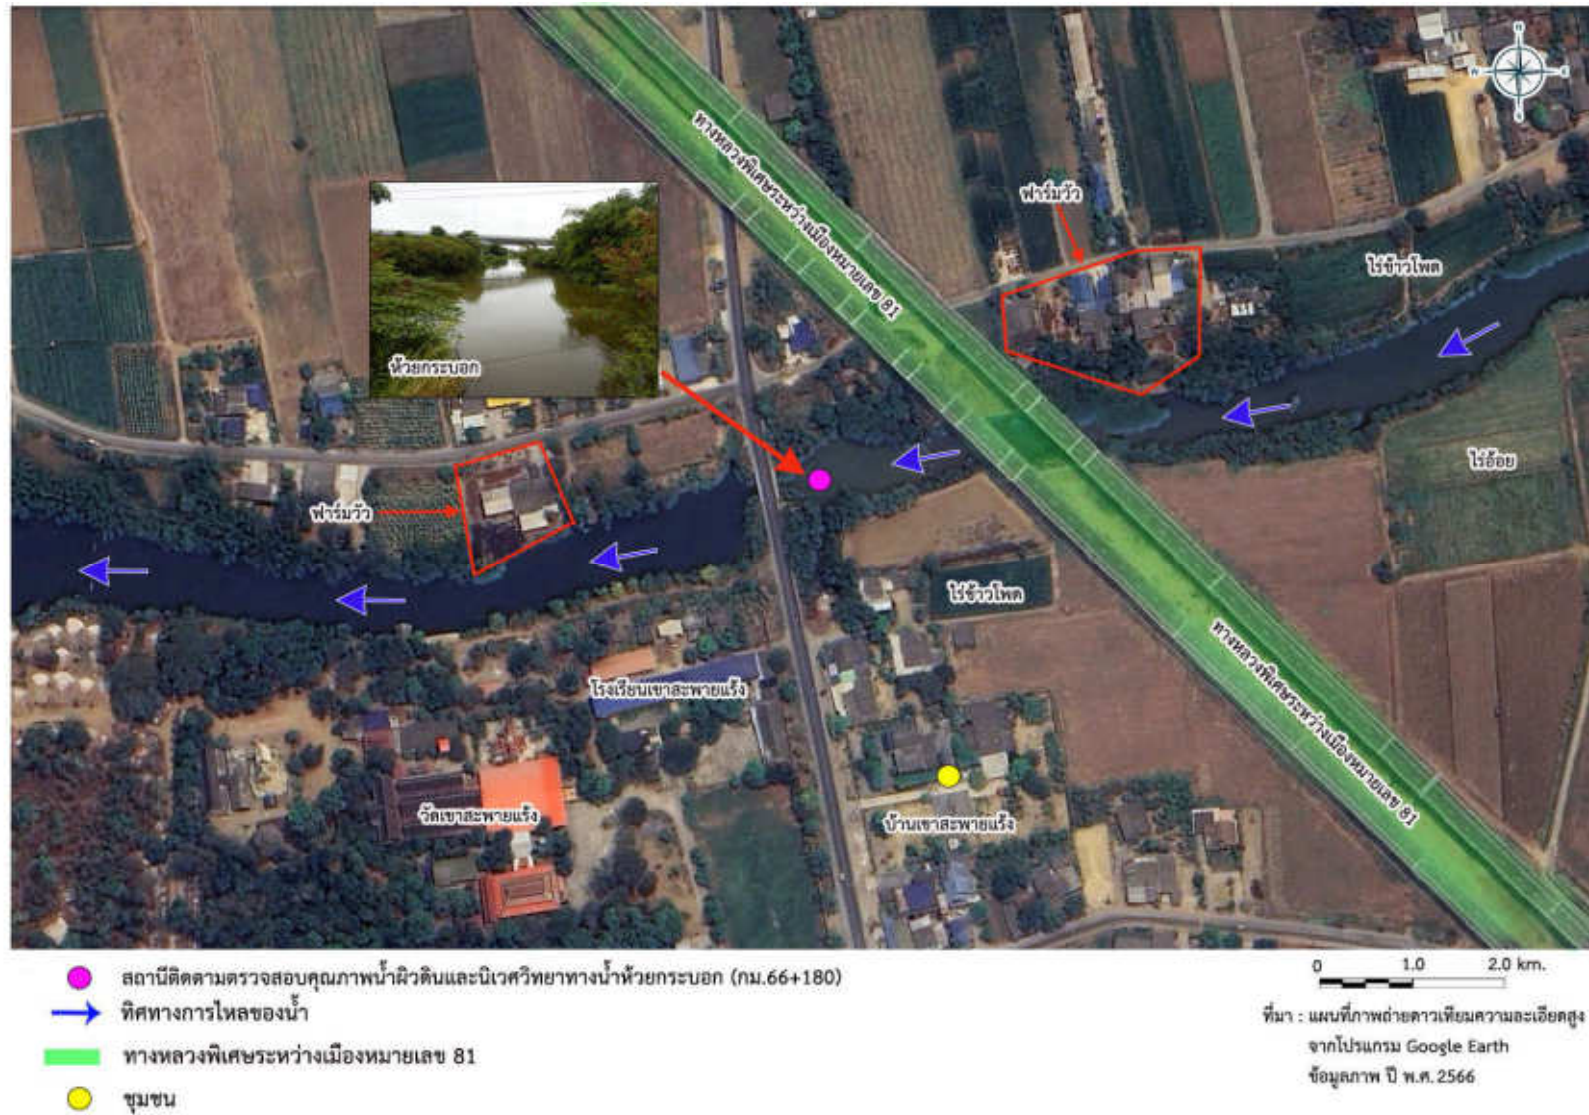 N
W E
S
ทางหลวงพิเศษระหว่างเมืองหมายเลข 81
ฟาร์มวัว
ไร่ข้าวโพด
ห้วยกระบอก
ไร่อ้อย
ฟาร์มวัว
ไร่ข้าวโพด
ทางหลวงพิเศษระหว่างเมืองหมายเลข 81
โรงเรียนเขาสะพายแร้ง
วัดเขาสะพายแร้ง
บ้านเขาสะพายแร้ง
สถานีติดตามตรวจสอบคุณภาพน้ำผิวดินและนิเวศวิทยาทางน้ำห้วยกระบอก (กม.66+180)
ทิศทางการไหลของน้ำ
ทางหลวงพิเศษระหว่างเมืองหมายเลข 81
ชุมชน
0 1.0 2.0 km.
ที่มา : แผนที่ภาพถ่ายดาวเทียมความละเอียดสูง
จากโปรแกรม Google Earth
ข้อมูลภาพ ปี พ.ศ. 2566